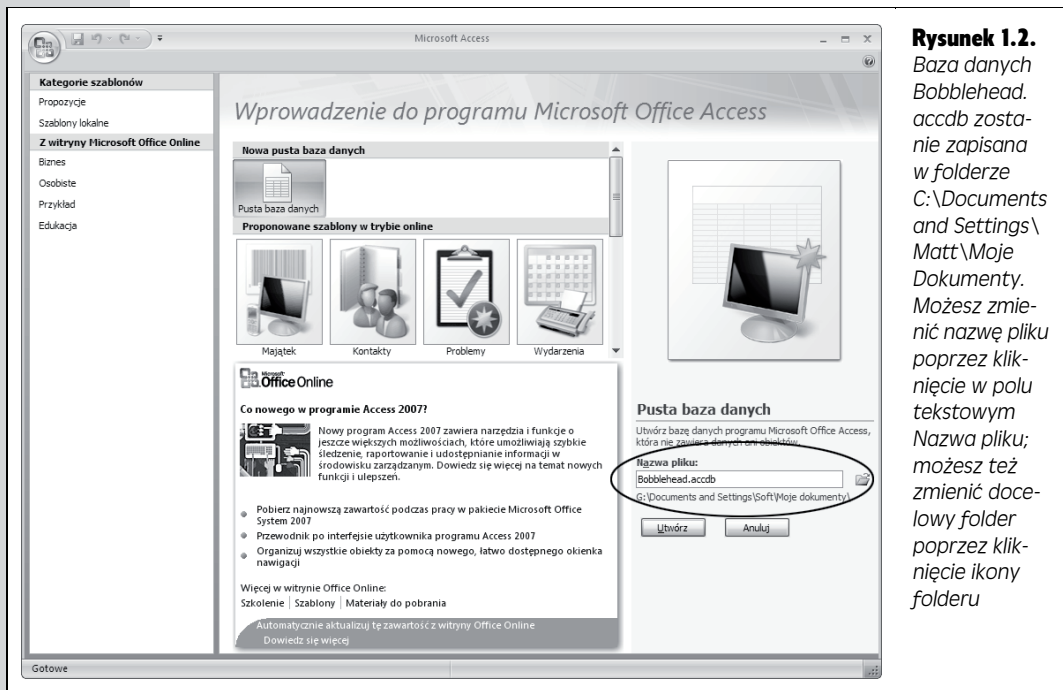 Microsoft Access
Kategorie szablonów
Propozycje
Szablony lokalne
Z witryny Microsoft Office Online
Biznes
Osobiste
Przykład
Edukacja
Wprowadzenie do programu Microsoft Office Access
Nowa pusta baza danych
Pusta baza danych
Proponowane szablony w trybie online
Majątek
Kontakty
Problemy
Wydarzenia
Microsoft
Office Online
Co nowego w programie Access 2007?
Nowy program Access 2007 zawiera narzędzia i funkcje o
jeszcze większych możliwościach, które umożliwiają szybkie
śledzenie, raportowanie i udostępnianie informacji w
środowisku zarządzanym. Dowiedz się więcej na temat nowych
funkcji i ulepszeń.
Pobierz najnowszą zawartość podczas pracy w pakiecie Microsoft Office
System 2007
Przewodnik po interfejsie użytkownika programu Access 2007
Organizuj wszystkie obiekty za pomocą nowego, łatwo dostępnego okienka
nawigacji
Więcej w witrynie Office Online:
Szkolenie | Szablony | Materiały do pobrania
Automatycznie aktualizuj tę zawartość z witryny Office Online
Dowiedz się więcej
Pusta baza danych
Utwórz bazę danych programu Microsoft Office Access,
która nie zawiera danych ani obiektów.
Nazwa pliku:
Bobblehead.accdb
G:\Documents and Settings\Soft\Moje dokumenty\
Utwórz
Anuluj
Gotowe
Rysunek 1.2.
Baza danych
Bobblehead.
accdb zosta-
nie zapisana
w folderze
C:\Documents
and Settings\
Matt\Moje
Dokumenty.
Możesz zmie-
nić nazwę pliku
poprzez klik-
nięcie w polu
tekstowym
Nazwa pliku;
możesz też
zmienić doce-
lowy folder
poprzez klik-
nięcie ikony
folderu